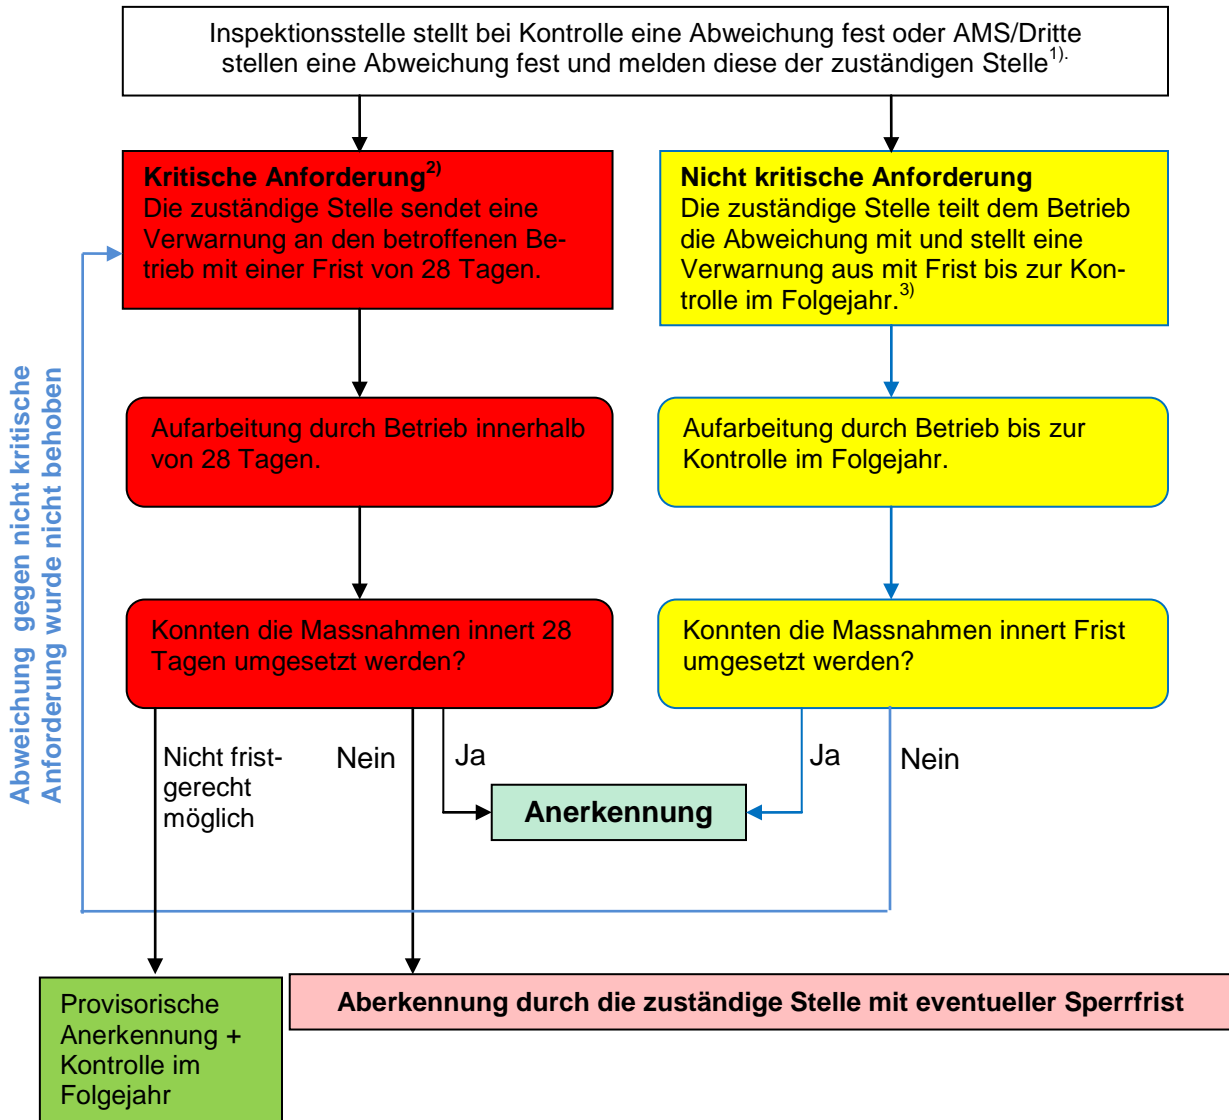 Inspektionsstelle stellt bei Kontrolle eine Abweichung fest oder AMS/Dritte
stellen eine Abweichung fest und melden diese der zuständigen Stelle1).
Kritische Anforderung2)
Die zuständige Stelle sendet eine
Verwarnung an den betroffenen Be-
trieb mit einer Frist von 28 Tagen.
Nicht kritische Anforderung
Die zuständige Stelle teilt dem Betrieb
die Abweichung mit und stellt eine
Verwarnung aus mit Frist bis zur Kon-
trolle im Folgejahr.3)
Abweichung gegen nicht kritische
Anforderung wurde nicht behoben
Aufarbeitung durch Betrieb innerhalb
von 28 Tagen.
Aufarbeitung durch Betrieb bis zur
Kontrolle im Folgejahr.
Konnten die Massnahmen innert 28
Tagen umgesetzt werden?
Konnten die Massnahmen innert Frist
umgesetzt werden?
Nicht frist-
gerecht
möglich
Nein
Ja
Ja
Nein
Anerkennung
Provisorische
Anerkennung +
Kontrolle im
Folgejahr
Aberkennung durch die zuständige Stelle mit eventueller Sperrfrist